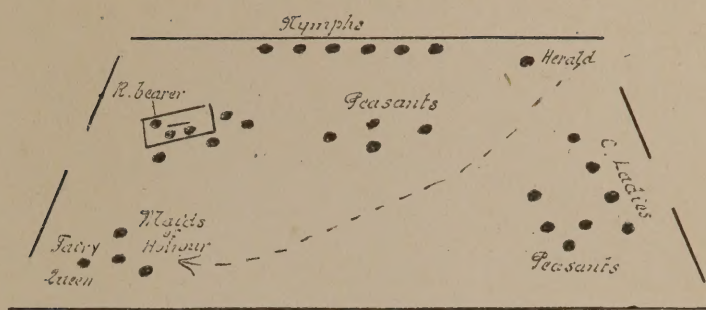 Nymphs
Herald
R. bearer
Peasants
C. Ladies
Maids
of
Honour
Fairy
Queen
Peasants